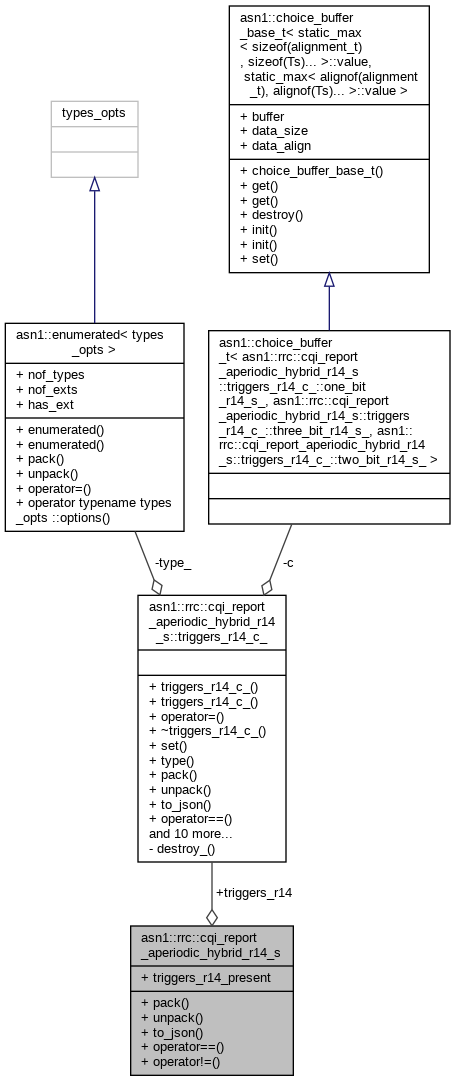 asn1::choice_buffer
_base_t< static_max
< sizeof(alignment_t)
, sizeof(Ts)... >::value,
static_max< alignof(alignment
_t), alignof(Ts)... >::value >
+ buffer
+ data_size
+ data_align
+ choice_buffer_base_t()
+ get()
+ get()
+ destroy()
+ init()
+ init()
+ set()
types_opts
asn1::enumerated< types
_opts >
+ nof_types
+ nof_exts
+ has_ext
+ enumerated()
+ enumerated()
+ pack()
+ unpack()
+ operator=()
+ operator typename types
_opts ::options()
asn1::choice_buffer
_t< asn1::rrc::cqi_report
_aperiodic_hybrid_r14_s
::triggers_r14_c_::one_bit
_r14_s_, asn1::rrc::cqi_report
_aperiodic_hybrid_r14_s::triggers
_r14_c_::three_bit_r14_s_, asn1::
rrc::cqi_report_aperiodic_hybrid_r14
_s::triggers_r14_c_::two_bit_r14_s_ >
-type_
-c
asn1::rrc::cqi_report
_aperiodic_hybrid_r14
_s::triggers_r14_c_
+ triggers_r14_c_()
+ triggers_r14_c_()
+ operator=()
+ ~triggers_r14_c_()
+ set()
+ type()
+ pack()
+ unpack()
+ to_json()
+ operator==()
and 10 more...
- destroy_()
+triggers_r14
asn1::rrc::cqi_report
_aperiodic_hybrid_r14_s
+ triggers_r14_present
+ pack()
+ unpack()
+ to_json()
+ operator==()
+ operator!=()